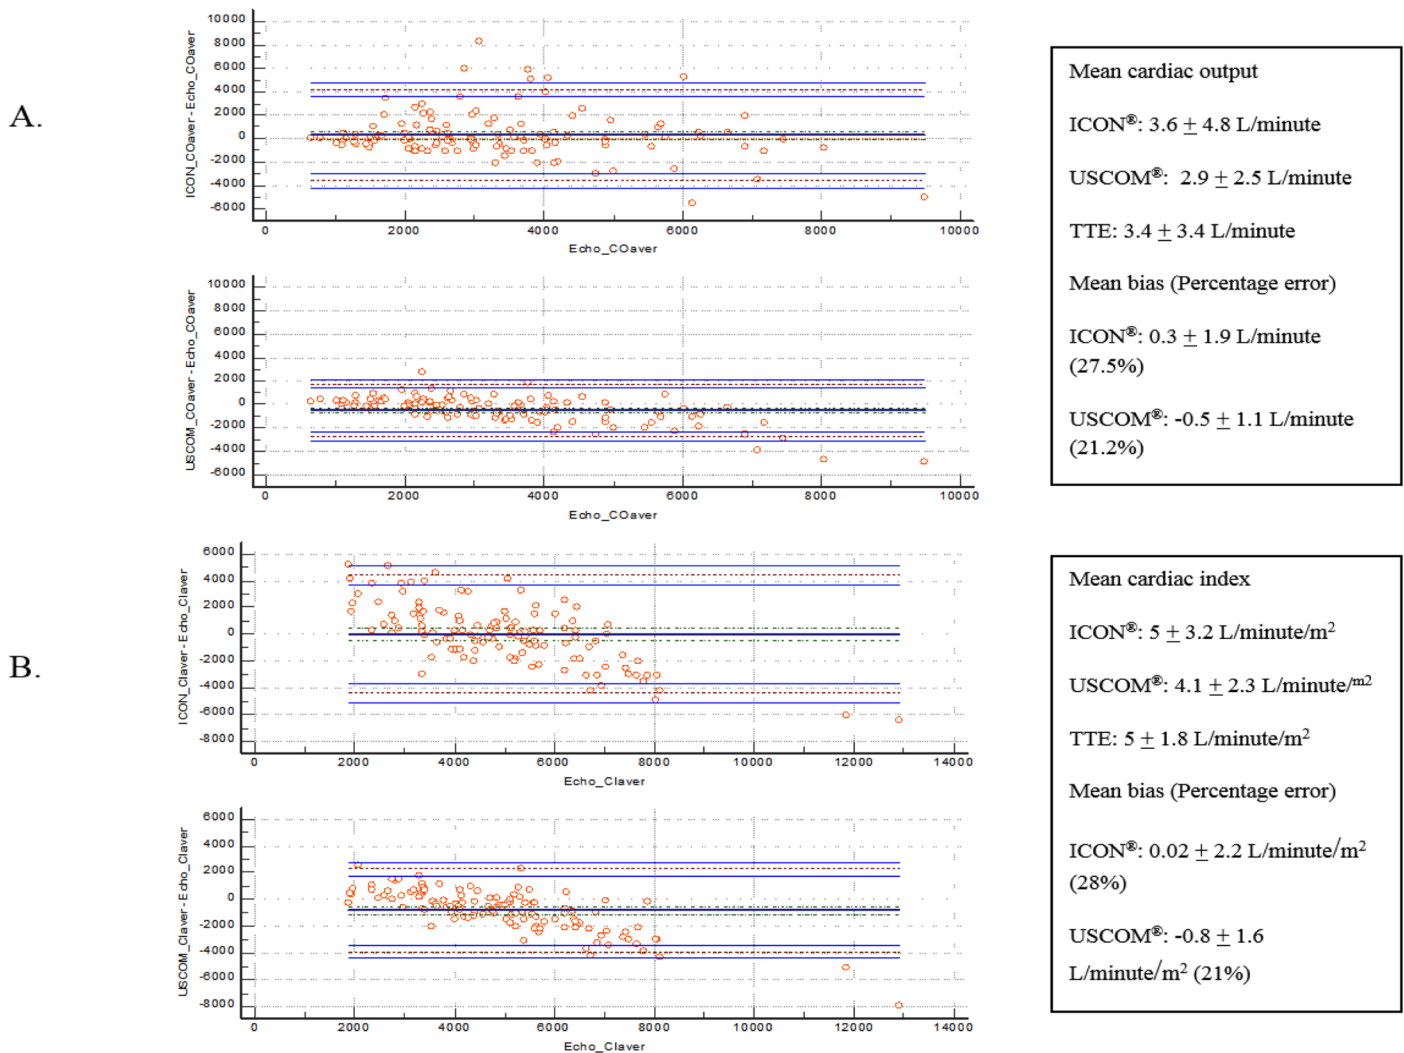 A.
ICON_COaver - Echo_COaver
10000
8000
6000
4000
2000
0
-2000
-4000
-6000
0 2000 4000 6000 8000 10000
Echo_COaver
USCOM_COaver - Echo_COaver
10000
8000
6000
4000
2000
0
-2000
-4000
-6000
0 2000 4000 6000 8000 10000
Echo_COaver
Mean cardiac output
ICON®: 3.6 ± 4.8 L/minute
USCOM®: 2.9 ± 2.5 L/minute
TTE: 3.4 ± 3.4 L/minute
Mean bias (Percentage error)
ICON®: 0.3 ± 1.9 L/minute
(27.5%)
USCOM®: -0.5 ± 1.1 L/minute
(21.2%)
B.
ICON_CIaver - Echo_CIaver
6000
4000
2000
0
-2000
-4000
-6000
-8000
0 2000 4000 6000 8000 10000 12000 14000
Echo_CIaver
USCOM_CIaver - Echo_CIaver
6000
4000
2000
0
-2000
-4000
-6000
-8000
0 2000 4000 6000 8000 10000 12000 14000
Echo_CIaver
Mean cardiac index
ICON®: 5 ± 3.2 L/minute/m²
USCOM®: 4.1 ± 2.3 L/minute/ᵐ²
TTE: 5 ± 1.8 L/minute/m²
Mean bias (Percentage error)
ICON®: 0.02 ± 2.2 L/minute/m²
(28%)
USCOM®: -0.8 ± 1.6
L/minute/m² (21%)